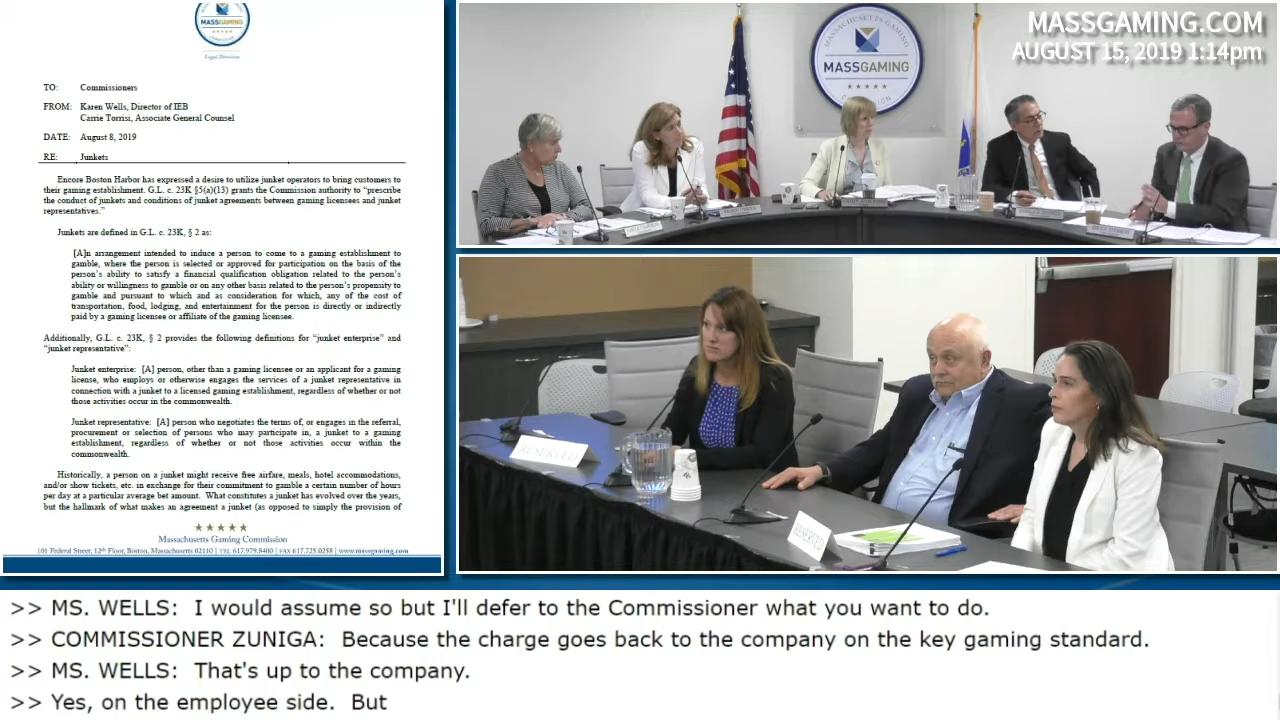 MASSGAMING
Legal Division
TO: Commissioners
FROM: Karen Wells, Director of IEB
Carrie Torrisi, Associate General Counsel
DATE: August 8, 2019
RE: Junkets
Encore Boston Harbor has expressed a desire to utilize junket operators to bring customers to
their gaming establishment. G.L. c. 23K §5(a)(13) grants the Commission authority to “prescribe
the conduct of junkets and conditions of junket agreements between gaming licensees and junket
representatives.”
Junkets are defined in G.L. c. 23K, § 2 as:
[A]n arrangement intended to induce a person to come to a gaming establishment to
gamble, where the person is selected or approved for participation on the basis of the
person’s ability to satisfy a financial qualification obligation related to the person’s
ability or willingness to gamble or on any other basis related to the person’s propensity to
gamble and pursuant to which and as consideration for which, any of the cost of
transportation, food, lodging, and entertainment for the person is directly or indirectly
paid by a gaming licensee or affiliate of the gaming licensee.
Additionally, G.L. c. 23K, § 2 provides the following definitions for “junket enterprise” and
“junket representative”:
Junket enterprise: [A] person, other than a gaming licensee or an applicant for a gaming
license, who employs or otherwise engages the services of a junket representative in
connection with a junket to a licensed gaming establishment, regardless of whether or not
those activities occur in the commonwealth.
Junket representative: [A] person who negotiates the terms of, or engages in the referral,
procurement or selection of persons who may participate in, a junket to a gaming
establishment, regardless of whether or not those activities occur within the
commonwealth.
Historically, a person on a junket might receive free airfare, meals, hotel accommodations,
and/or show tickets, etc. in exchange for their commitment to gamble a certain number of hours
per day at a particular average bet amount. What constitutes a junket has evolved over the years,
but the hallmark of what makes an agreement a junket (as opposed to simply the provision of
★★★★★
Massachusetts Gaming Commission
101 Federal Street, 12th Floor, Boston, Massachusetts 02110 | TEL 617.979.8400 | FAX 617.725.0258 | www.massgaming.com
MASSACHUSETTS GAMING
MASSGAMING
MASSGAMING.COM
AUGUST 15, 2019 1:14pm
RESERVED
RESERVED
>> MS. WELLS: I would assume so but I'll defer to the Commissioner what you want to do.
>> COMMISSIONER ZUNIGA: Because the charge goes back to the company on the key gaming standard.
>> MS. WELLS: That's up to the company.
>> Yes, on the employee side. But